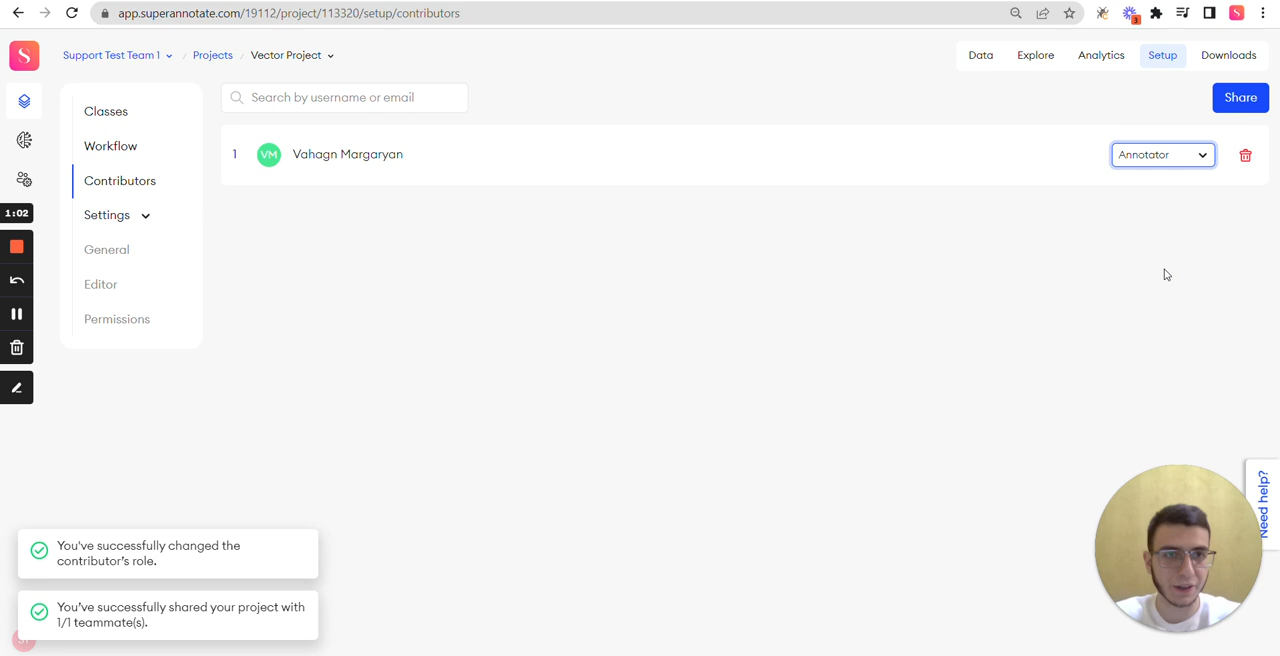 app.superannotate.com/19112/project/113320/setup/contributors
3
S
S
Support Test Team 1 / Projects / Vector Project
Data Explore Analytics Setup Downloads
Classes
Workflow
Contributors
Settings
General
Editor
Permissions
Search by username or email
Share
1 VM Vahagn Margaryan Annotator
1:02
Need help?
You've successfully changed the
contributor's role.
You've successfully shared your project with
1/1 teammate(s).